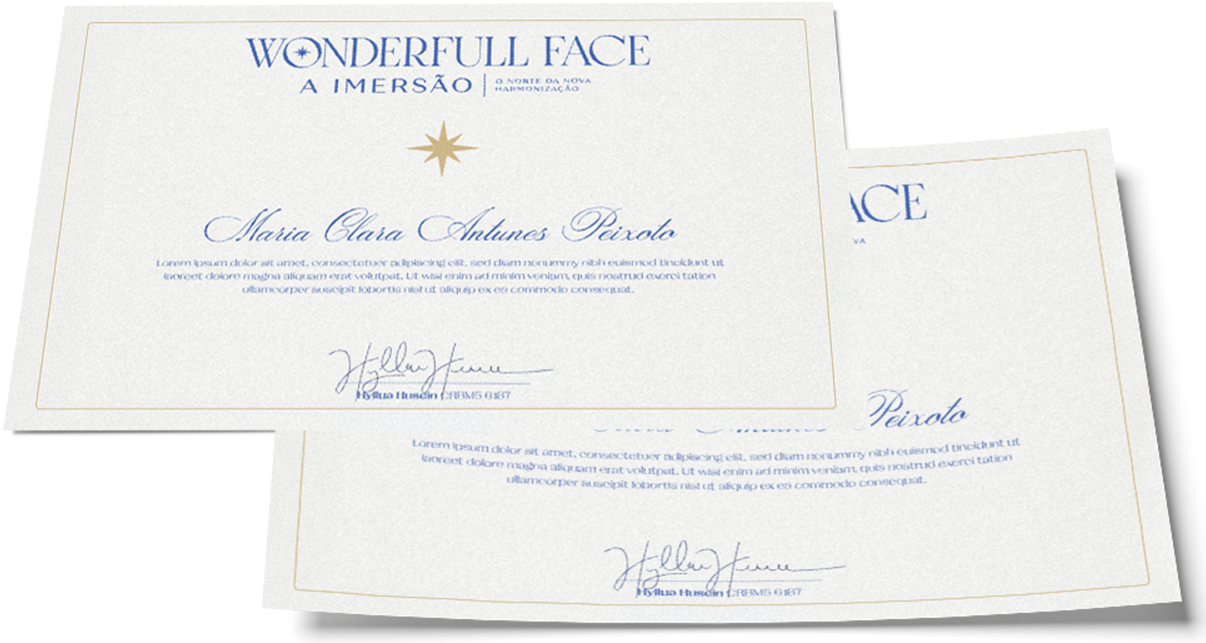 WONDERFULL FACE
A IMERSÃO | O NORTE DA NOVA
HARMONIZAÇÃO
Maria Clara Antunes Peixoto
Lorem ipsum dolor sit amet, consectetuer adipiscing elit, sed diam nonummy nibh euismod tincidunt ut
laoreet dolore magna aliquam erat volutpat. Ut wisi enim ad minim veniam, quis nostrud exerci tation
ullamcorper suscipit lobortis nisl ut aliquip ex ea commodo consequat.
Hyllua Husein CRBM5 6187
ACE
VA
Peixoto
Lorem ipsum dolor sit amet, consectetuer adipiscing elit, sed diam nonummy nibh euismod tincidunt ut
laoreet dolore magna aliquam erat volutpat. Ut wisi enim ad minim veniam, quis nostrud exerci tation
ullamcorper suscipit lobortis nisl ut aliquip ex ea commodo consequat.
Hyllua Husein CRBM5 6187